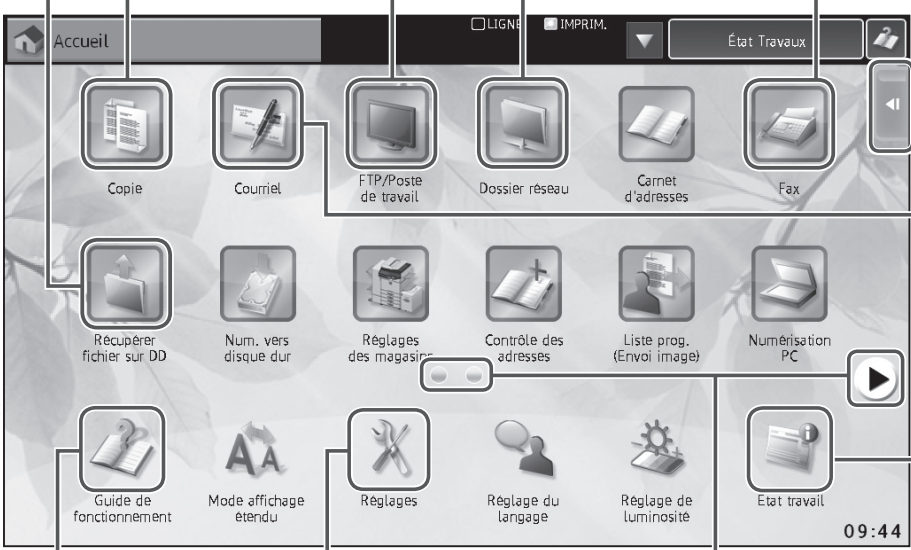 LIGNE
IMPRIM.
Accueil
État Travaux
Copie
Courriel
FTP/Poste
de travail
Dossier réseau
Carnet
d'adresses
Fax
Récupérer
fichier sur DD
Num. vers
disque dur
Réglages
des magasins
Contrôle des
adresses
Liste prog.
(Envoi image)
Numérisation
PC
Guide de
fonctionnement
Mode affichage
étendu
Réglages
Réglage du
langage
Réglage de
luminosité
Etat travail
09:44